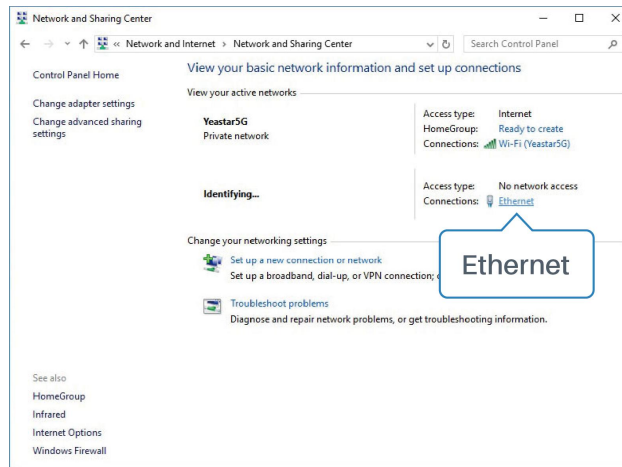 Network and Sharing Center
« Network and Internet › Network and Sharing Center
Search Control Panel
Control Panel Home
Change adapter settings
Change advanced sharing
settings
View your basic network information and set up connections
View your active networks
Yeastar5G
Private network
Access type: Internet
HomeGroup: Ready to create
Connections: Wi-Fi (Yeastar5G)
Identifying...
Access type: No network access
Connections: Ethernet
Ethernet
Change your networking settings
Set up a new connection or network
Set up a broadband, dial-up, or VPN connection;
Troubleshoot problems
Diagnose and repair network problems, or get troubleshooting information.
See also
HomeGroup
Infrared
Internet Options
Windows Firewall